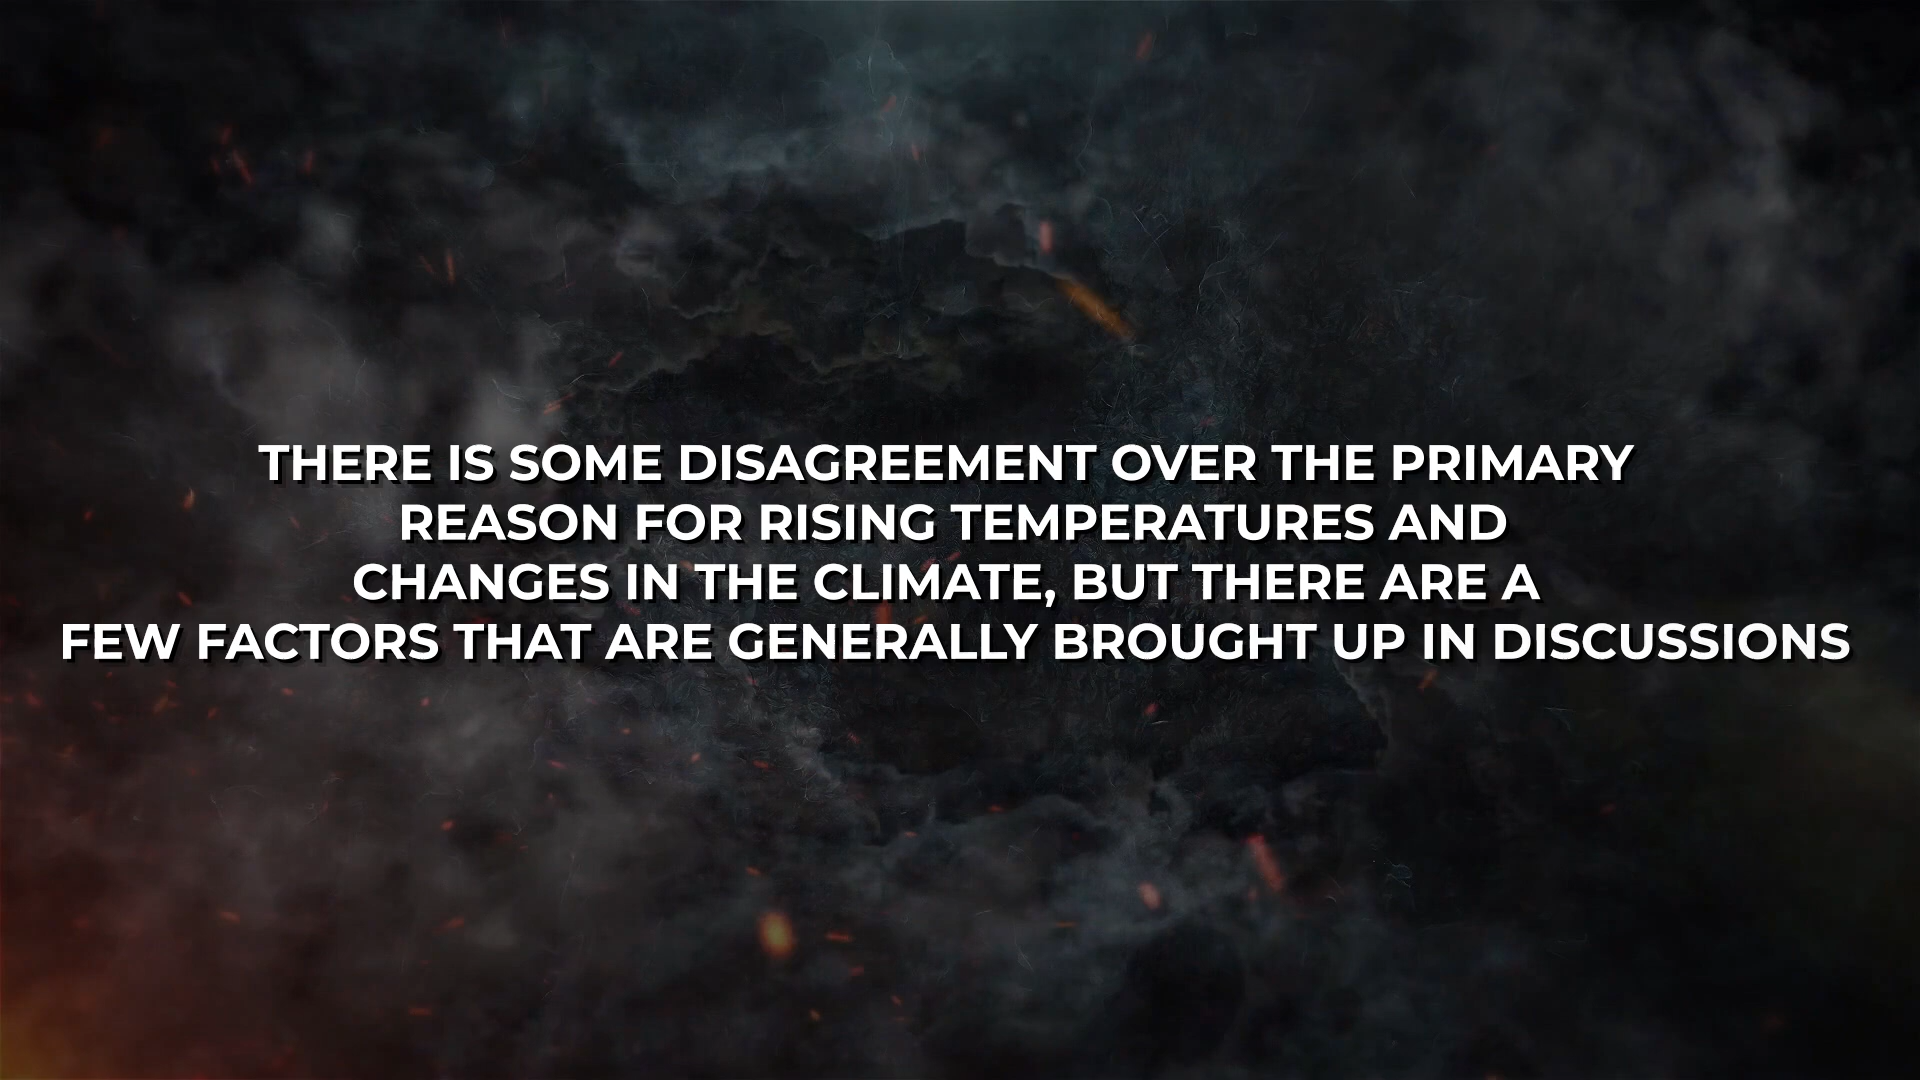 THERE IS SOME DISAGREEMENT OVER THE PRIMARY
REASON FOR RISING TEMPERATURES AND
CHANGES IN THE CLIMATE, BUT THERE ARE A
FEW FACTORS THAT ARE GENERALLY BROUGHT UP IN DISCUSSIONS